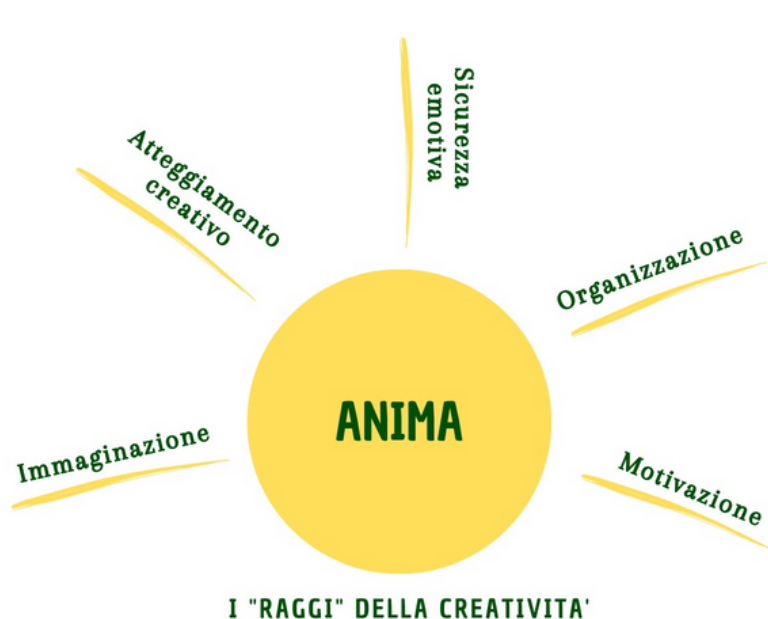 Sicurezza
emotiva
Atteggiamento
creativo
Organizzazione
Immaginazione
ANIMA
Motivazione
I "RAGGI" DELLA CREATIVITA'